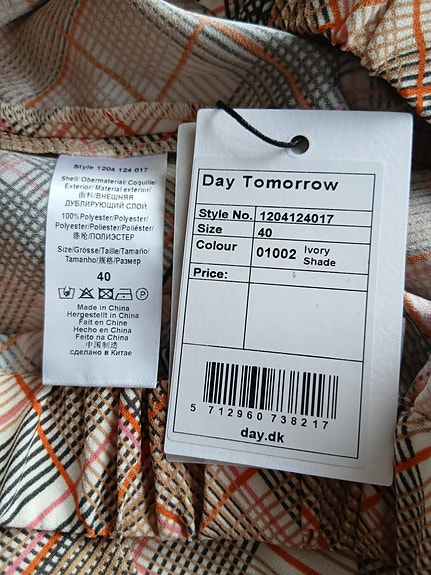 Style 1204 124 017
Shell/ Obermaterial/ Coquille/
Exterior/ Material exterior/
面料/ВНЕШНЯЯ
ДУБЛИРУЮЩИЙ СЛОЙ
100%Polyester/Polyester/
Polyester/Poliester/Poliéster/
涤纶/ПОЛИЭСТЕР
Size/Grösse/Taille/Tamaño/
Tamanho/规格/Размер
40
Made in China
Hergestellt in China
Fait en Chine
Hecho en China
Feito na China
中国制造
сделано в Китае
Day Tomorrow
Style No. 1204124017
Size 40
Colour 01002 Ivory Shade
Price:
5 712960 738217
day.dk